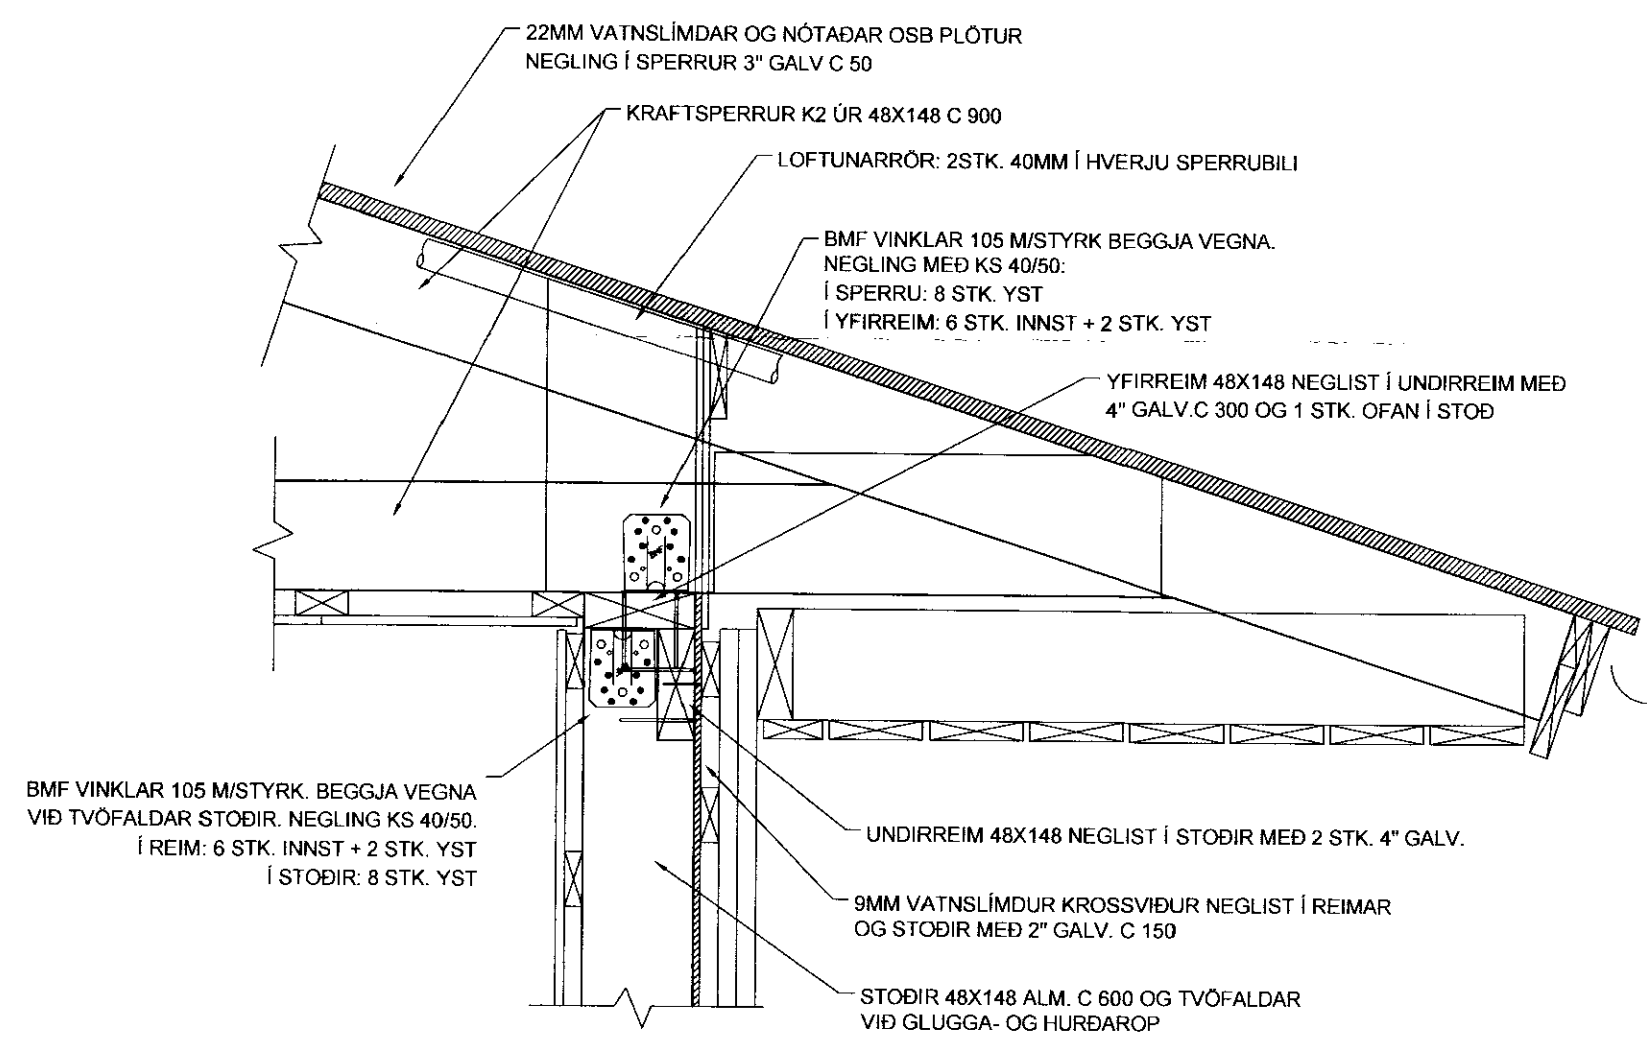 22MM VATNSLÍMDAR OG NÓTAÐAR OSB PLÖTUR
NEGLING Í SPERRUR 3" GALV C 50
KRAFTSPERRUR K2 ÚR 48X148 C 900
LOFTUNARRÖR: 2STK. 40MM Í HVERJU SPERRUBILI
BMF VINKLAR 105 M/STYRK BEGGJA VEGNA.
NEGLING MEÐ KS 40/50:
Í SPERRU: 8 STK. YST
Í YFIRREIM: 6 STK. INNST + 2 STK. YST
YFIRREIM 48X148 NEGLIST Í UNDIRREIM MEÐ
4" GALV.C 300 OG 1 STK. OFAN Í STOÐ
BMF VINKLAR 105 M/STYRK. BEGGJA VEGNA
VIÐ TVÖFALDAR STOÐIR. NEGLING KS 40/50.
Í REIM: 6 STK. INNST + 2 STK. YST
Í STOÐIR: 8 STK. YST
UNDIRREIM 48X148 NEGLIST Í STOÐIR MEÐ 2 STK. 4" GALV.
9MM VATNSLÍMDUR KROSSVIÐUR NEGLIST Í REIMAR
OG STOÐIR MEÐ 2" GALV. C 150
STOÐIR 48X148 ALM. C 600 OG TVÖFALDAR
VIÐ GLUGGA- OG HURÐAROP